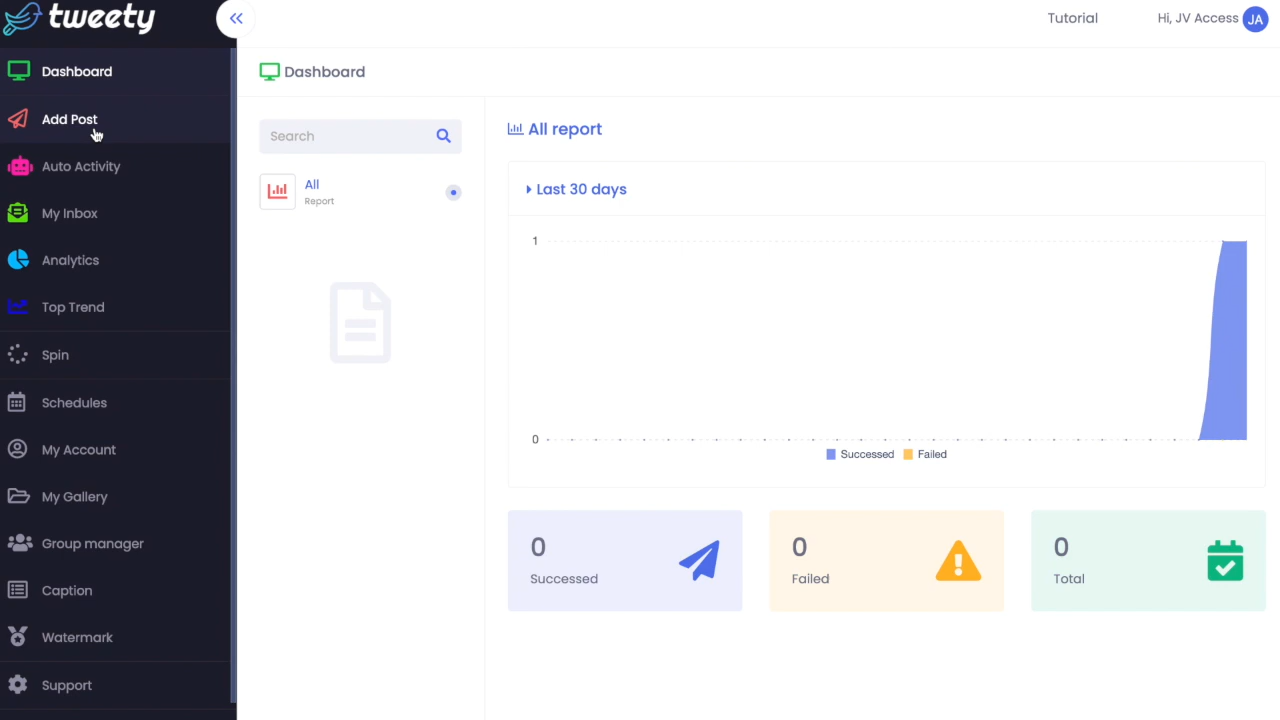 tweety
Tutorial
Hi, JV Access
JA
Dashboard
Add Post
Auto Activity
My Inbox
Analytics
Top Trend
Spin
Schedules
My Account
My Gallery
Group manager
Caption
Watermark
Support
Dashboard
Search
All
Report
All report
Last 30 days
1
0
Successed
Failed
0
Successed
0
Failed
0
Total